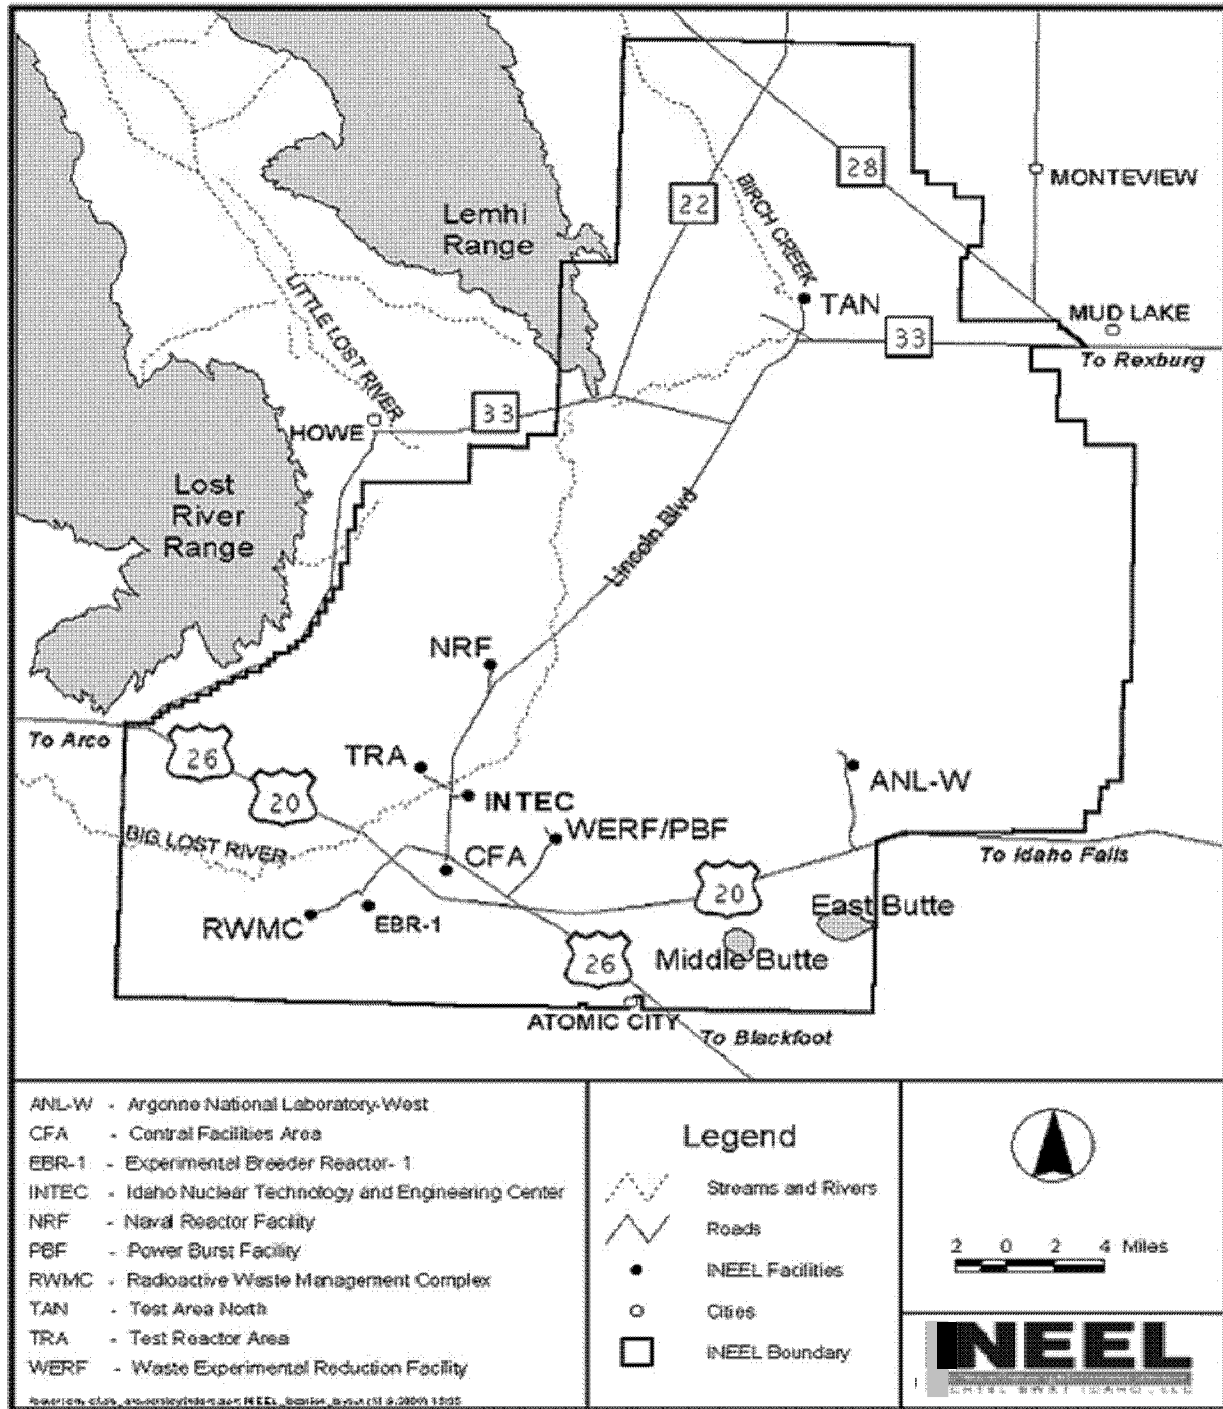 Lemhi
Range
22
BIRCH CREEK
28
MONTEVIEW
TAN
MUD LAKE
33
To Rexburg
LITTLE LOST RIVER
HOWE
33
Lost
River
Range
Lincoln Blvd
NRF
To Arco
26
TRA
20
INTEC
ANL-W
BIG LOST RIVER
WERF/PBF
CFA
To Idaho Falls
20
East Butte
RWMC
EBR-1
26
Middle Butte
ATOMIC CITY
To Blackfoot
ANL-W - Argonne National Laboratory-West
CFA - Central Facilities Area
EBR-1 - Experimental Breeder Reactor- 1
INTEC - Idaho Nuclear Technology and Engineering Center
NRF - Naval Reactor Facility
PBF - Power Burst Facility
RWMC - Radioactive Waste Management Complex
TAN - Test Area North
TRA - Test Reactor Area
WERF - Waste Experimental Reduction Facility
Legend
Streams and Rivers
Roads
INEEL Facilities
Cities
INEEL Boundary
2 0 2 4 Miles
INEEL